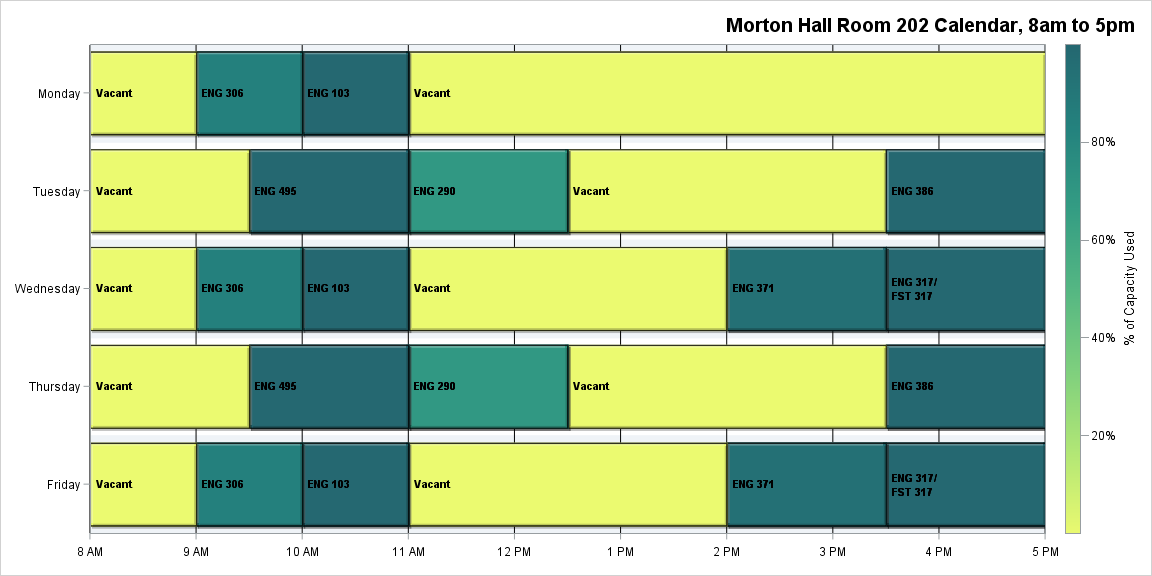 Morton Hall Room 202 Calendar, 8am to 5pm
Monday
Vacant
ENG 306
ENG 103
Vacant
Tuesday
Vacant
ENG 495
ENG 290
Vacant
ENG 386
Wednesday
Vacant
ENG 306
ENG 103
Vacant
ENG 371
ENG 317/
FST 317
Thursday
Vacant
ENG 495
ENG 290
Vacant
ENG 386
Friday
Vacant
ENG 306
ENG 103
Vacant
ENG 371
ENG 317/
FST 317
8 AM
9 AM
10 AM
11 AM
12 PM
1 PM
2 PM
3 PM
4 PM
5 PM
80%
60%
40%
20%
% of Capacity Used